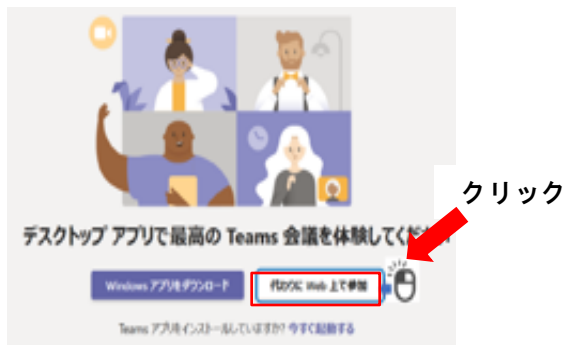 クリック
デスクトップ アプリで最高の Teams 会議を体験してください
Windows アプリをダウンロード
代わりに Web 上で参加
Teams アプリをインストールしていますか? 今すぐ起動する